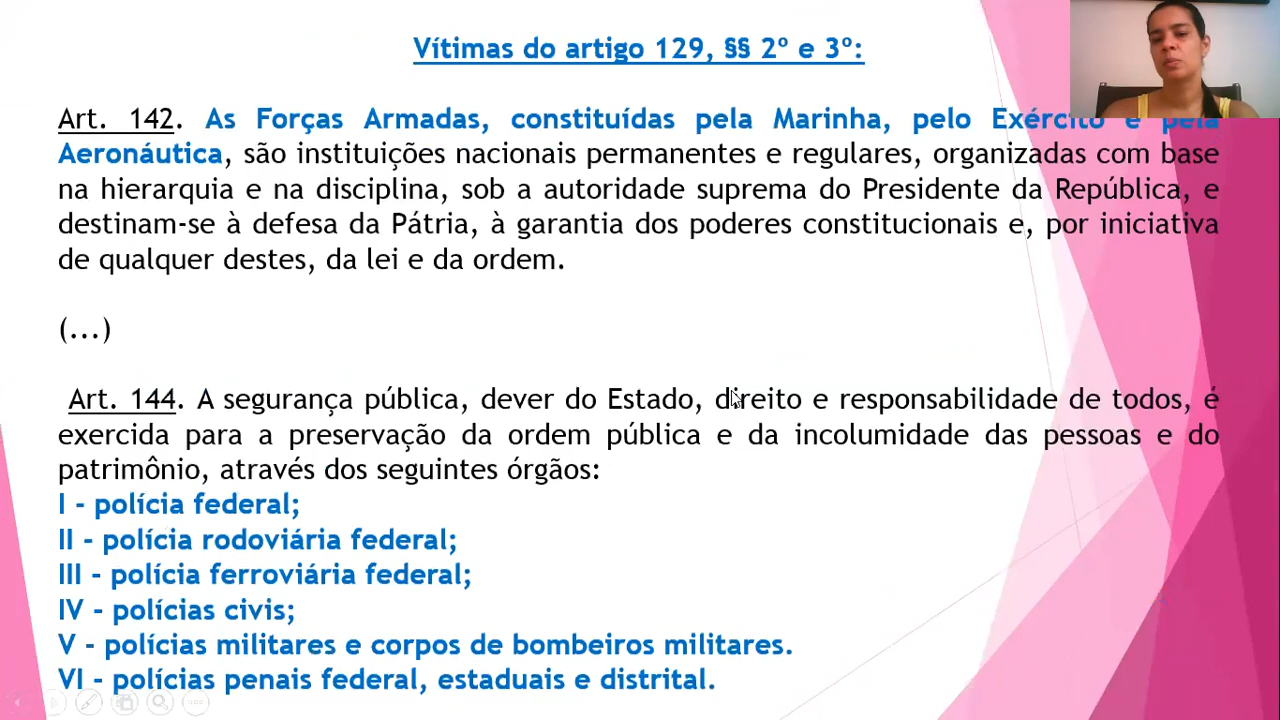 Vítimas do artigo 129, §§ 2º e 3º:
Art. 142. As Forças Armadas, constituídas pela Marinha, pelo Exército e pela
Aeronáutica, são instituições nacionais permanentes e regulares, organizadas com base
na hierarquia e na disciplina, sob a autoridade suprema do Presidente da República, e
destinam-se à defesa da Pátria, à garantia dos poderes constitucionais e, por iniciativa
de qualquer destes, da lei e da ordem.
(...)
Art. 144. A segurança pública, dever do Estado, direito e responsabilidade de todos, é
exercida para a preservação da ordem pública e da incolumidade das pessoas e do
patrimônio, através dos seguintes órgãos:
I - polícia federal;
II - polícia rodoviária federal;
III - polícia ferroviária federal;
IV - polícias civis;
V - polícias militares e corpos de bombeiros militares.
VI - polícias penais federal, estaduais e distrital.